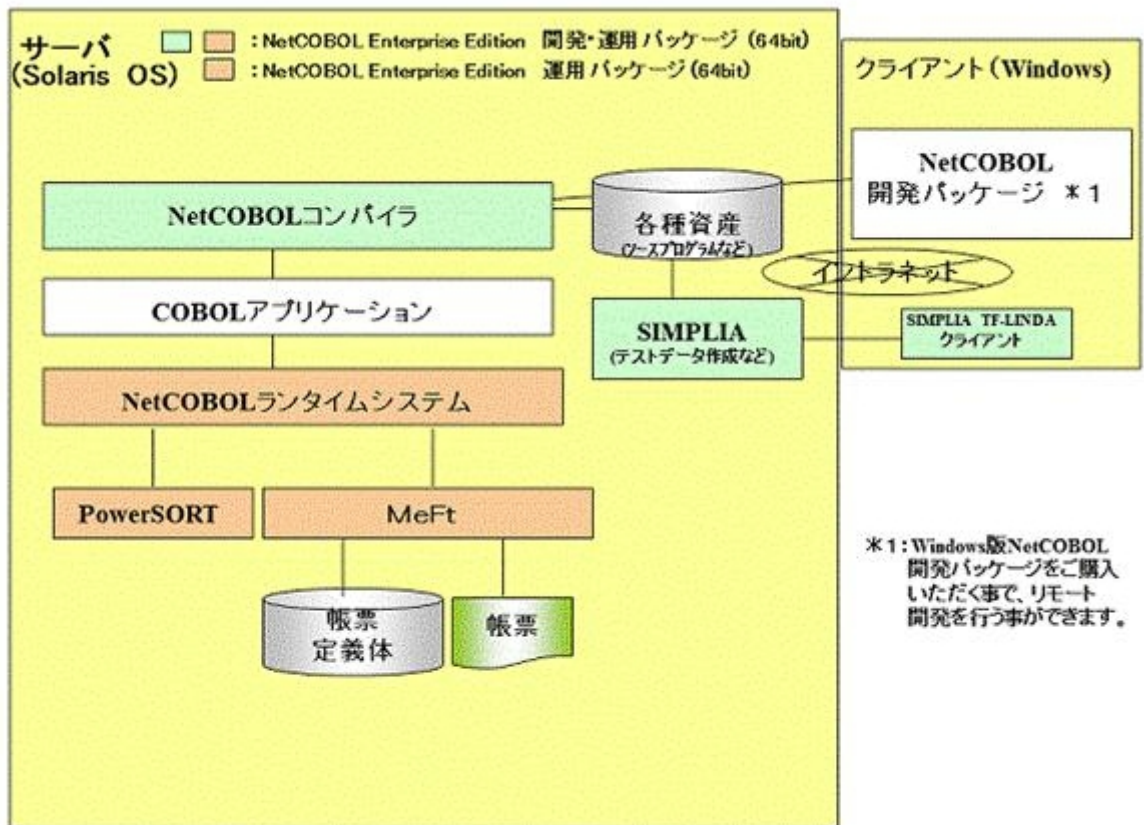 サーバ
(Solaris OS)
：NetCOBOL Enterprise Edition 開発・運用 パッケージ (64bit)
：NetCOBOL Enterprise Edition 運用 パッケージ (64bit)
クライアント (Windows)
NetCOBOL
開発パッケージ ＊1
NetCOBOLコンパイラ
各種資産
(ソースプログラムなど)
イントラネット
COBOLアプリケーション
SIMPLIA
(テストデータ作成など)
SIMPLIA TF-LINDA
クライアント
NetCOBOLランタイムシステム
PowerSORT
MeFt
帳票
定義体
帳票
＊1：Windows版NetCOBOL
開発パッケージをご購入
いただく事で、リモート
開発を行う事ができます。